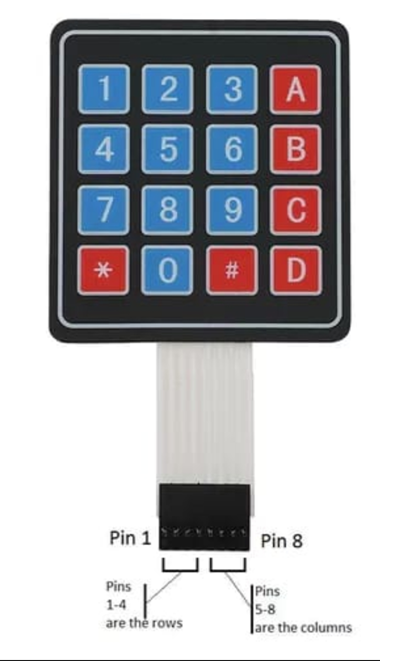 1 2 3 A
4 5 6 B
7 8 9 C
* 0 # D
Pin 1 Pin 8
Pins
1-4
are the rows
Pins
5-8
are the columns